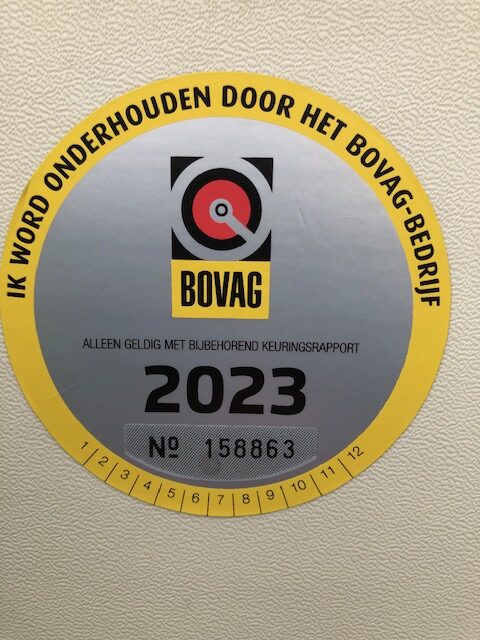 IK WORD ONDERHOUDEN DOOR HET BOVAG-BEDRIJF
BOVAG
ALLEEN GELDIG MET BIJBEHOREND KEURINGSRAPPORT
2023
Nº 158863
1 2 3 4 5 6 7 8 9 10 11 12